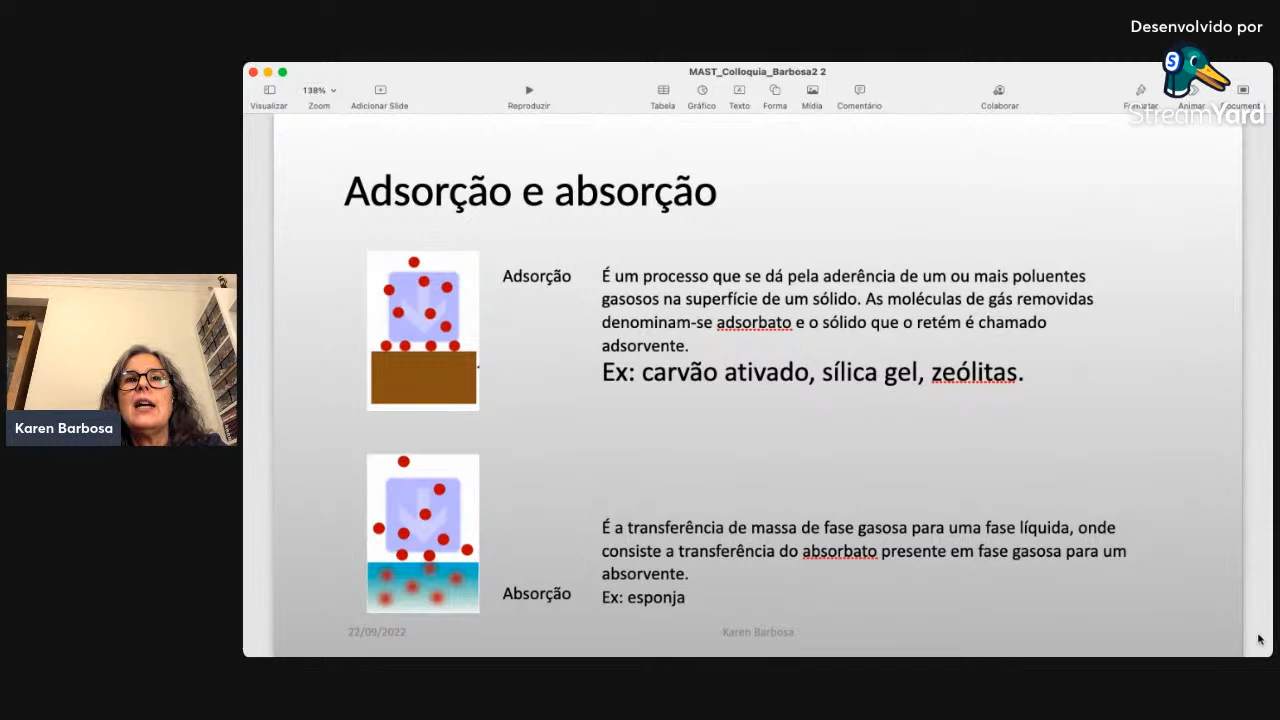 Desenvolvido por
StreamYard
MAST_Colloquia_Barbosa2 2
138%
Visualizar
Zoom
Adicionar Slide
Reproduzir
Tabela
Gráfico
Texto
Forma
Mídia
Comentário
Colaborar
Animar
Adsorção e absorção
Adsorção
É um processo que se dá pela aderência de um ou mais poluentes
gasosos na superfície de um sólido. As moléculas de gás removidas
denominam-se adsorbato e o sólido que o retém é chamado
adsorvente.
Ex: carvão ativado, sílica gel, zeólitas.
É a transferência de massa de fase gasosa para uma fase líquida, onde
consiste a transferência do absorbato presente em fase gasosa para um
absorvente.
Absorção
Ex: esponja
22/09/2022
Karen Barbosa
Karen Barbosa